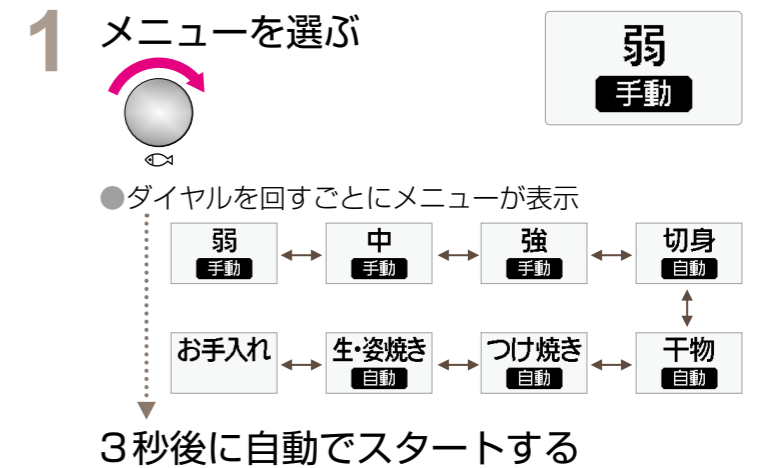 1 メニューを選ぶ
弱
手動
●ダイヤルを回すごとにメニューが表示
弱 中 強 切身
手動 手動 手動 自動
お手入れ 生・姿焼き つけ焼き 干物
自動 自動 自動
3秒後に自動でスタートする